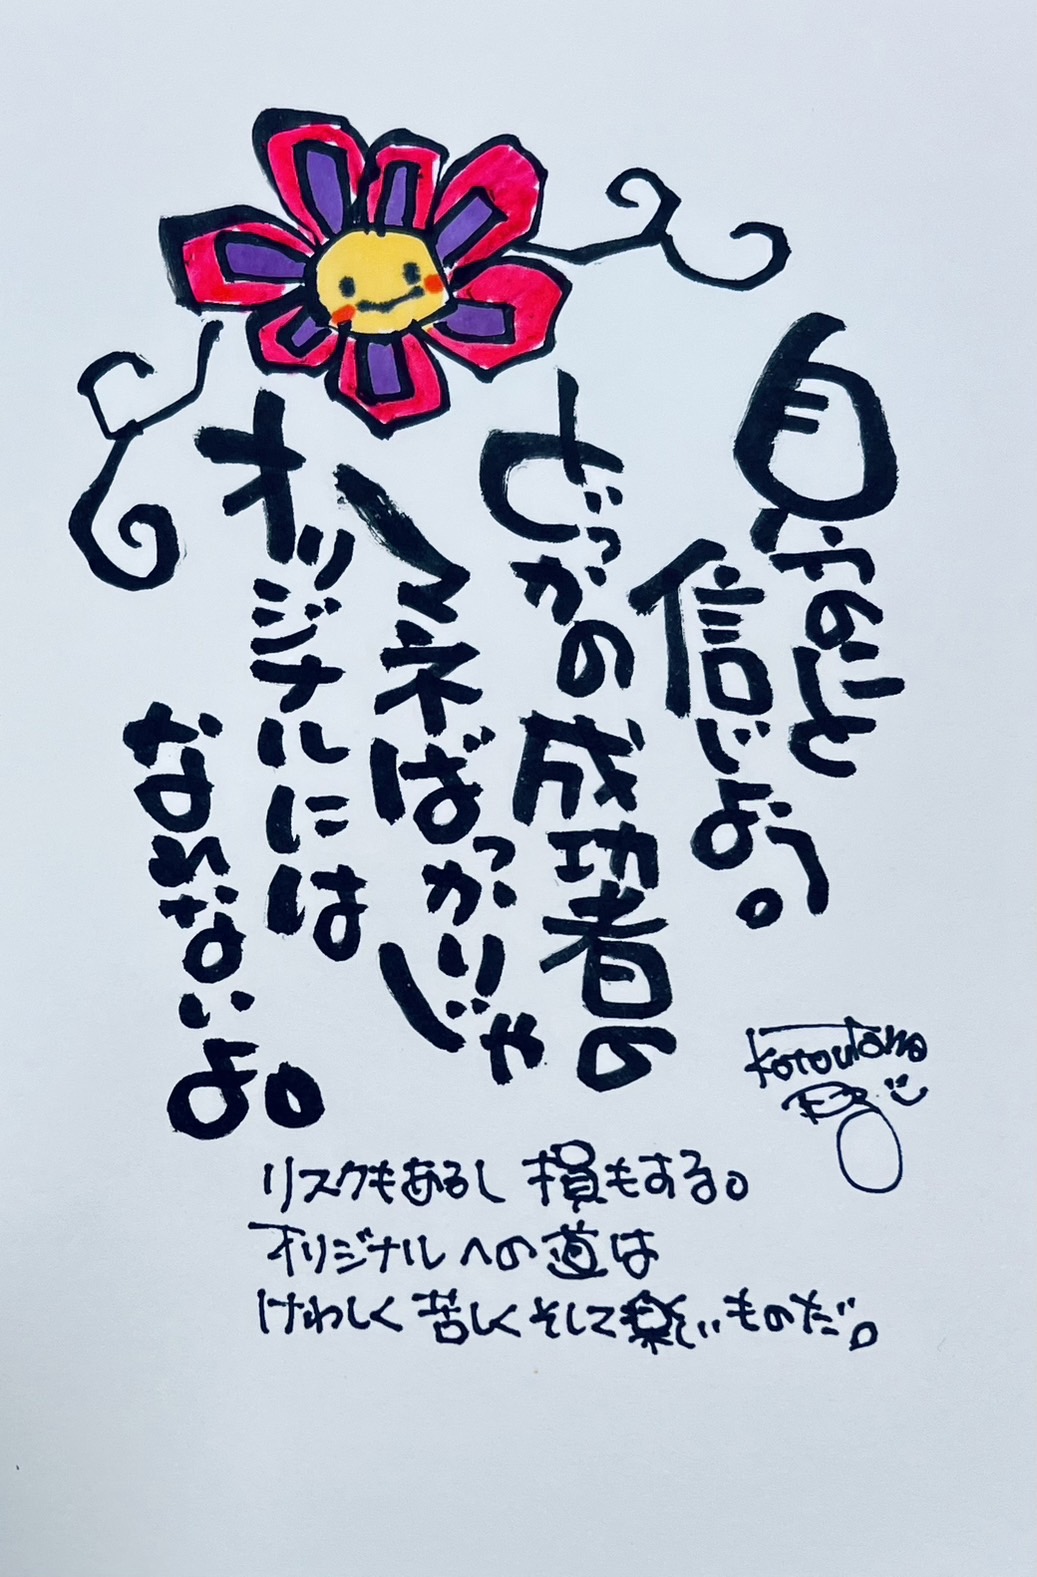 自分のこと
信じよう。
どっかの成功者の
マネばっかりじゃ
オリジナルには
なれないよ。
リスクもあるし 損もする。
オリジナルへの道は
けわしく苦しくそして楽しいものだ。